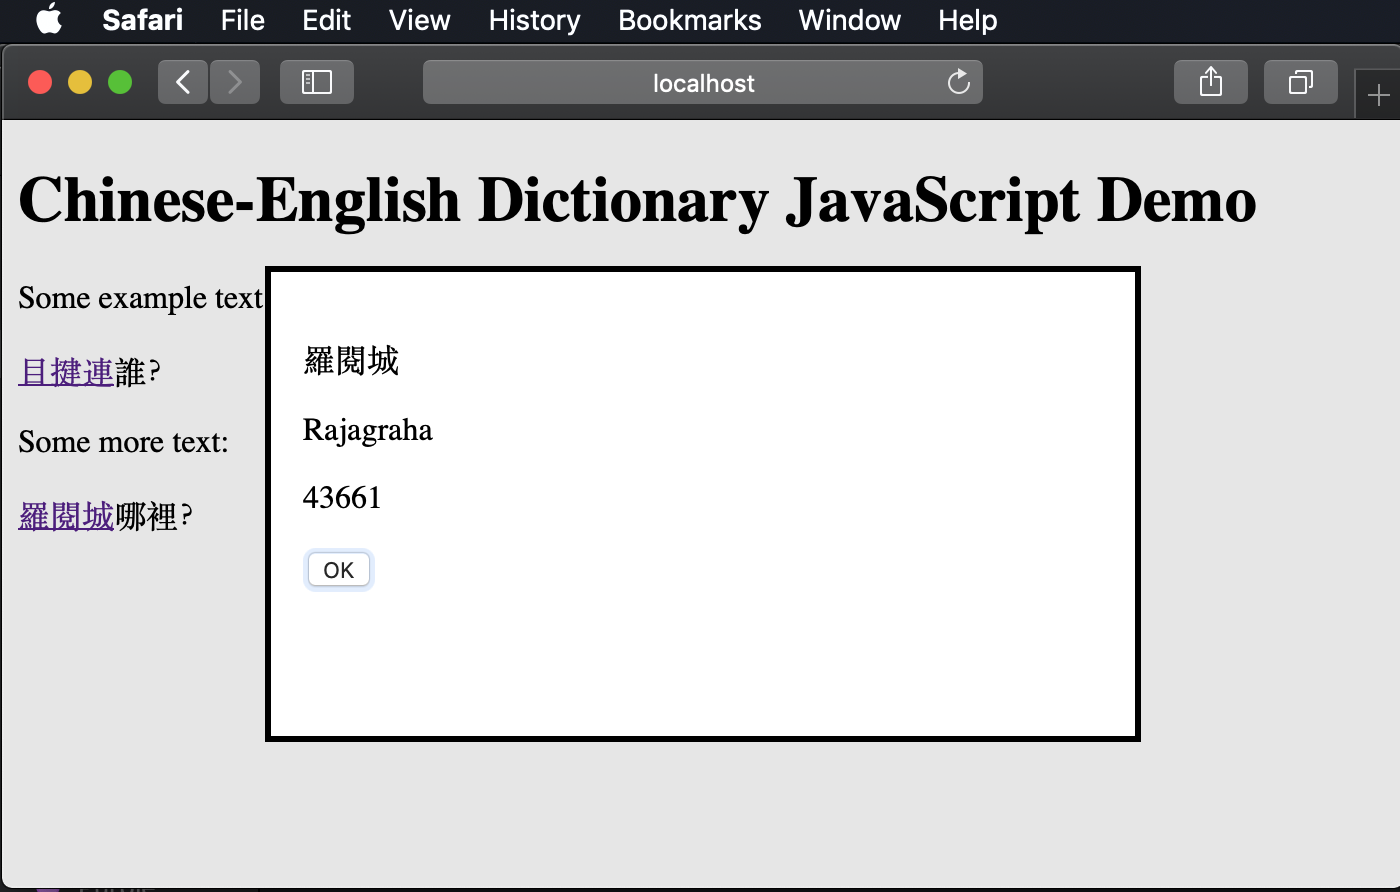 Safari File Edit View History Bookmarks Window Help
localhost
Chinese-English Dictionary JavaScript Demo
Some example text
目揵連誰?
Some more text:
羅閱城哪裡?
羅閱城
Rajagraha
43661
OK